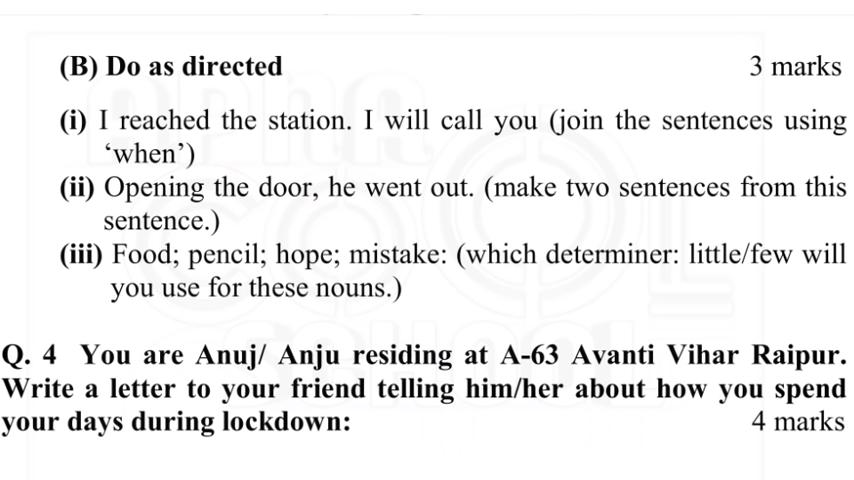 (B) Do as directed 3 marks
(i) I reached the station. I will call you (join the sentences using
‘when’)
(ii) Opening the door, he went out. (make two sentences from this
sentence.)
(iii) Food; pencil; hope; mistake: (which determiner: little/few will
you use for these nouns.)
Q. 4 You are Anuj/ Anju residing at A-63 Avanti Vihar Raipur.
Write a letter to your friend telling him/her about how you spend
your days during lockdown: 4 marks